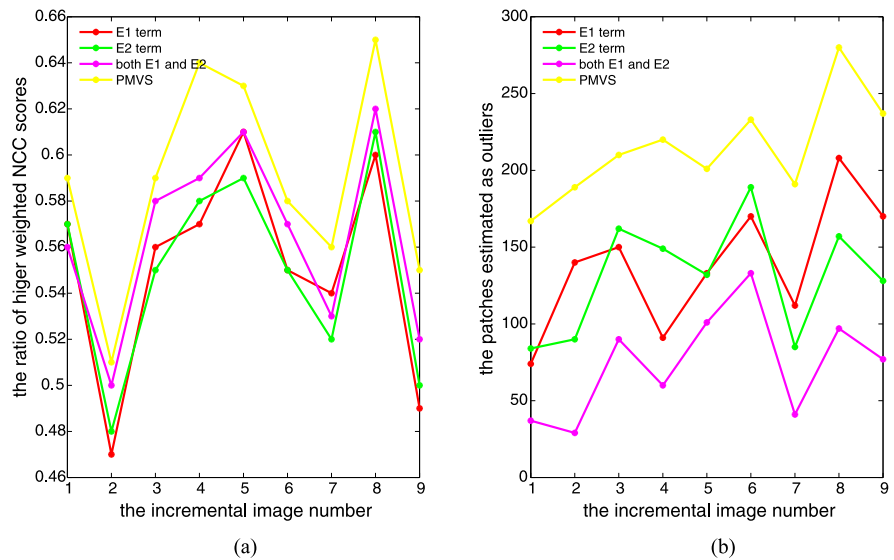 0.66
0.64
0.62
0.6
0.58
0.56
0.54
0.52
0.5
0.48
0.46
the ratio of higer weighted NCC scores
E1 term
E2 term
both E1 and E2
PMVS
1 2 3 4 5 6 7 8 9
the incremental image number
(a)
300
250
200
150
100
50
0
the patches estimated as outliers
E1 term
E2 term
both E1 and E2
PMVS
1 2 3 4 5 6 7 8 9
the incremental image number
(b)